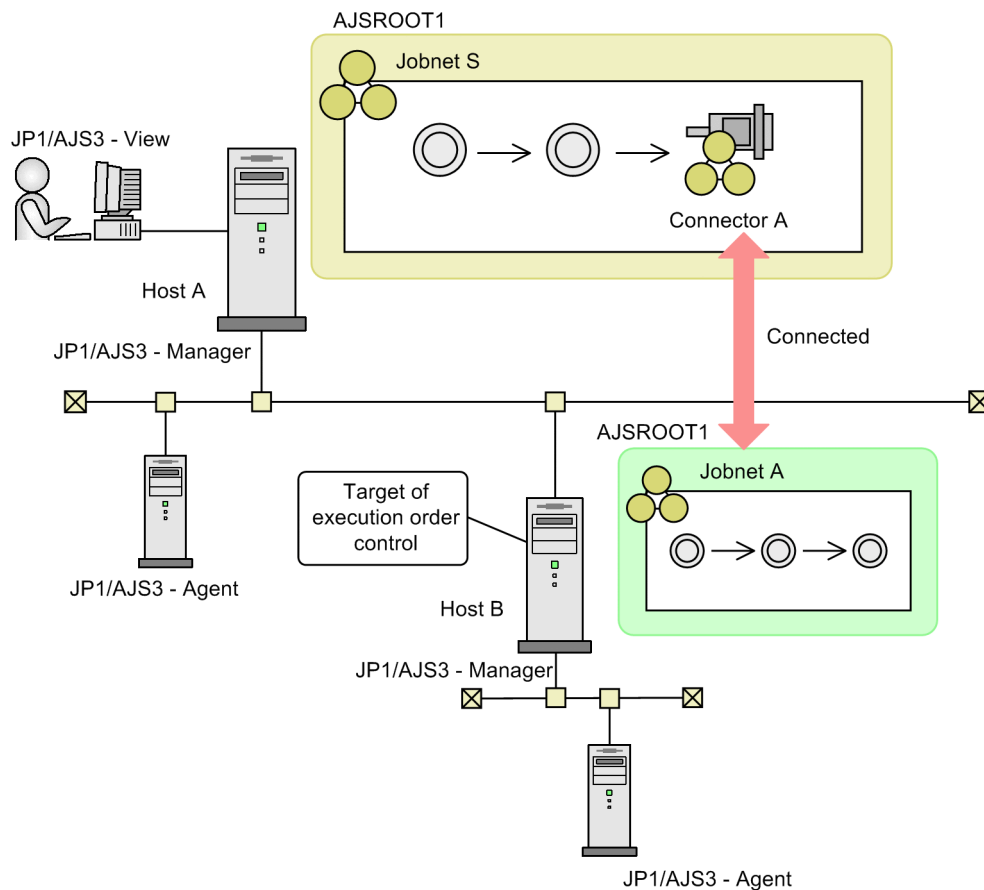 AJSROOT1
Jobnet S
JP1/AJS3 - View
Connector A
Host A
Connected
JP1/AJS3 - Manager
AJSROOT1
Jobnet A
Target of
execution order
control
JP1/AJS3 - Agent
Host B
JP1/AJS3 - Manager
JP1/AJS3 - Agent